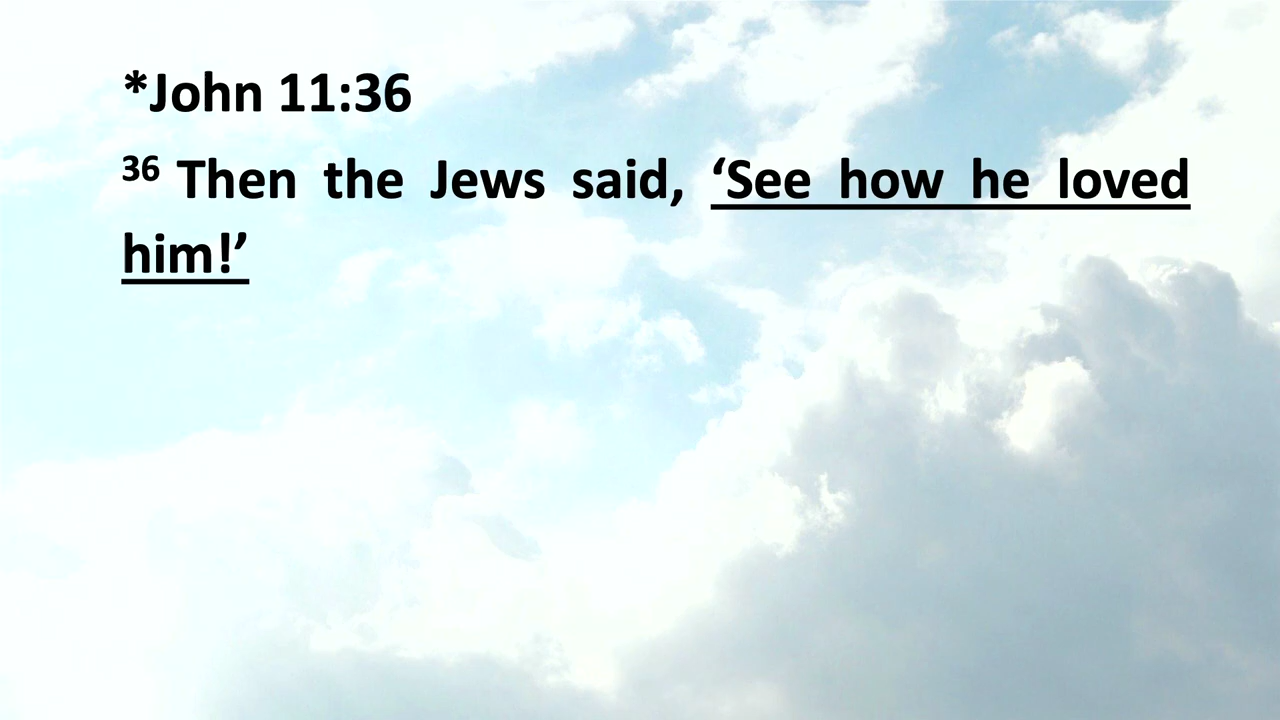 *John 11:36
36 Then the Jews said, ‘See how he loved
him!’